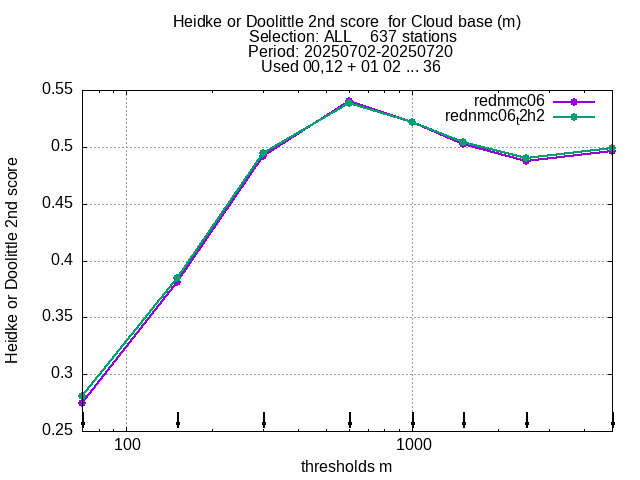 Heidke or Doolittle 2nd score  for Cloud base (m)
Selection: ALL    637 stations
Period: 20250702-20250720
Used 00,12 + 01 02 ... 36
rednmc06
rednmc06_t2h2
0.55
0.5
0.45
0.4
0.35
0.3
0.25
Heidke or Doolittle 2nd score
100
1000
thresholds m